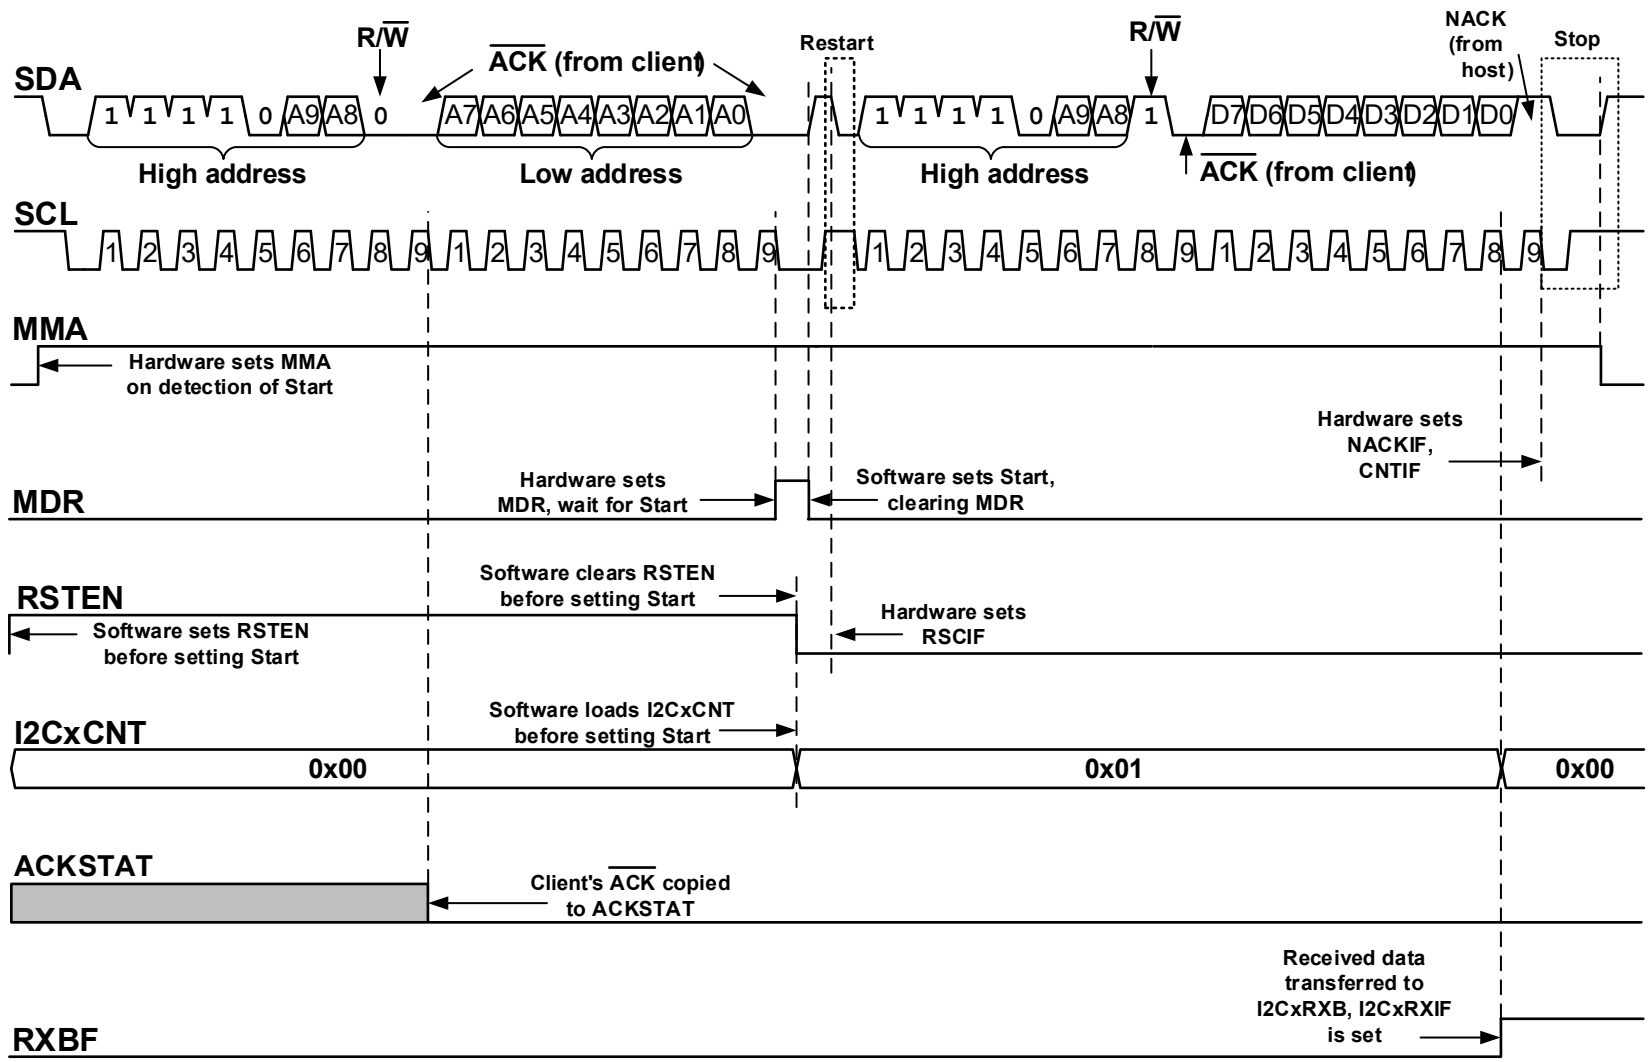 R/W
ACK (from client)
Restart
R/W
NACK
(from
host)
Stop
SDA
1 1 1 1 0 A9 A8 0 A7 A6 A5 A4 A3 A2 A1 A0 1 1 1 1 0 A9 A8 1 D7 D6 D5 D4 D3 D2 D1 D0
High address
Low address
High address
ACK (from client)
SCL
1 2 3 4 5 6 7 8 9 1 2 3 4 5 6 7 8 9 1 2 3 4 5 6 7 8 9 1 2 3 4 5 6 7 8 9
MMA
Hardware sets MMA
on detection of Start
Hardware sets
NACKIF,
CNTIF
MDR
Hardware sets
MDR, wait for Start
Software sets Start,
clearing MDR
RSTEN
Software sets RSTEN
before setting Start
Software clears RSTEN
before setting Start
Hardware sets
RSCIF
I2CxCNT
Software loads I2CxCNT
before setting Start
0x00
0x01
0x00
ACKSTAT
Client's ACK copied
to ACKSTAT
RXBF
Received data
transferred to
I2CxRXB, I2CxRXIF
is set